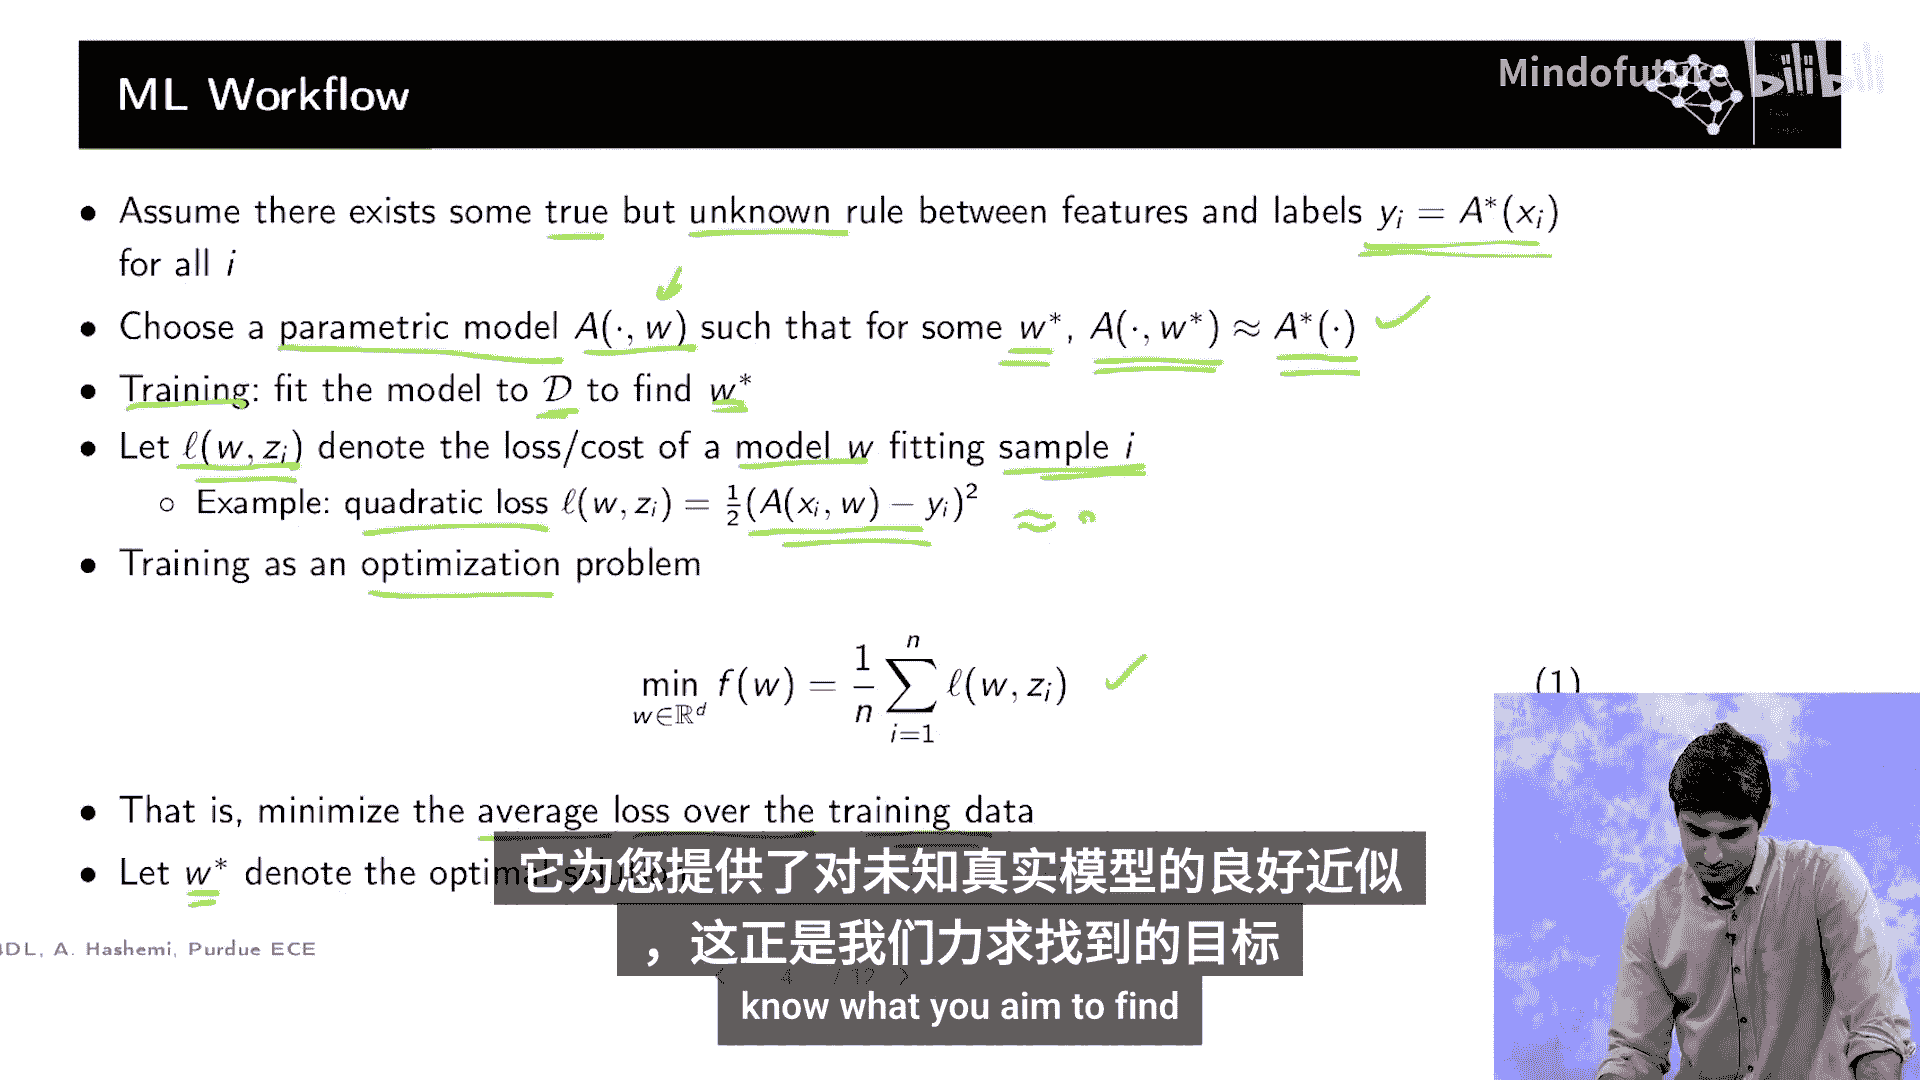 ML Workflow
Mindofuture
bilibili
• Assume there exists some true but unknown rule between features and labels yᵢ = A*(xᵢ)
for all i
• Choose a parametric model A(·, w) such that for some w*, A(·, w*) ≈ A*(·) ✓
• Training: fit the model to 𝒟 to find w*
• Let ℓ(w, zᵢ) denote the loss/cost of a model w fitting sample i
○ Example: quadratic loss ℓ(w, zᵢ) = ½(A(xᵢ, w) − yᵢ)² ≈ 0
• Training as an optimization problem
min_{w∈ℝᵈ} f(w) = 1/n ∑_{i=1}^{n} ℓ(w, zᵢ) ✓ (1)
• That is, minimize the average loss over the training data
• Let w* denote the optimal
它为您提供了对未知真实模型的良好近似
，这正是我们力求找到的目标
know what you aim to find
DL, A. Hashemi, Purdue ECE
4 / 12